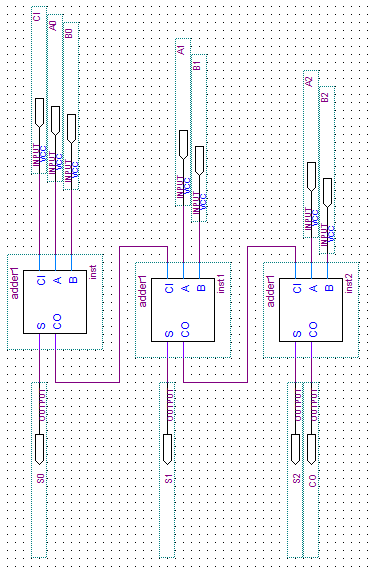 CI
A0
B0
INPUT
VCC
INPUT
VCC
INPUT
VCC
A1
B1
INPUT
VCC
INPUT
VCC
A2
B2
INPUT
VCC
INPUT
VCC
adder1
CI
A
B
S
CO
inst
adder1
CI
A
B
S
CO
inst1
adder1
CI
A
B
S
CO
inst2
OUTPUT
S0
OUTPUT
S1
OUTPUT
S2
OUTPUT
CO